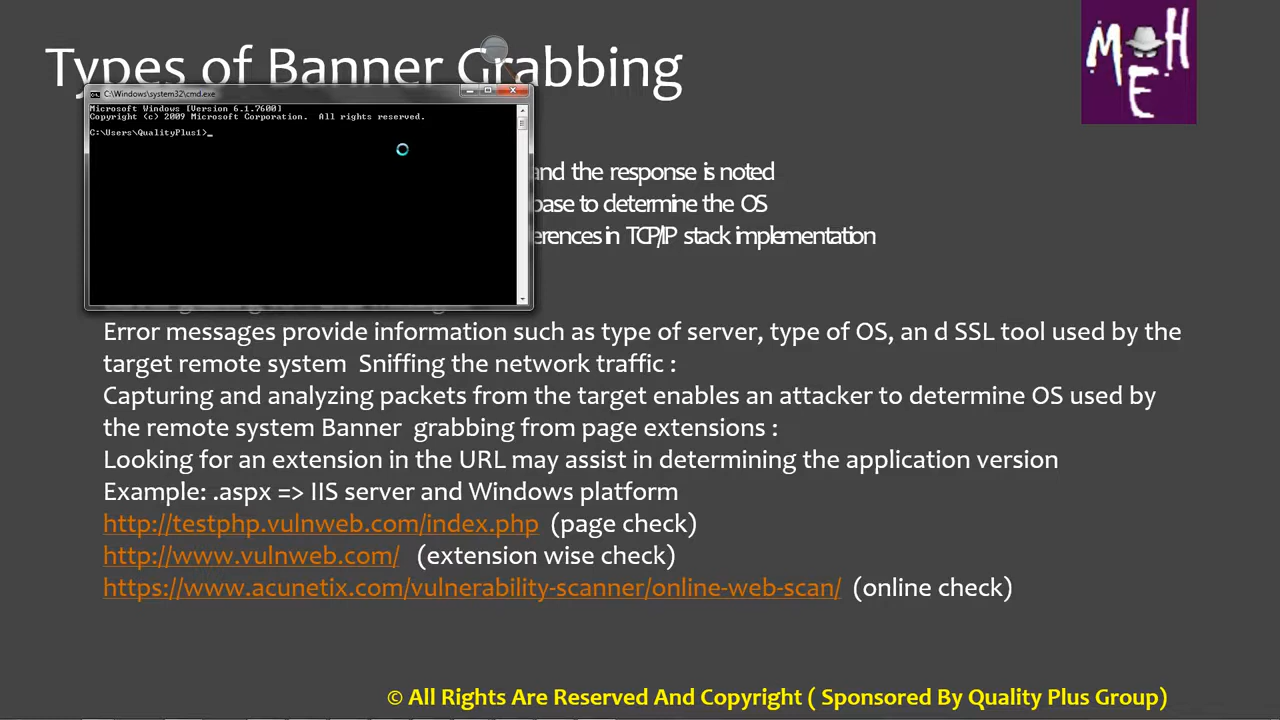 Types of Banner Grabbing
M H
E
C:\Windows\system32\cmd.exe
Microsoft Windows [Version 6.1.7600]
Copyright (c) 2009 Microsoft Corporation. All rights reserved.
C:\Users\QualityPlus1>_
and the response is noted
base to determine the OS
erences in TCP/IP stack implementation
Error messages provide information such as type of server, type of OS, an d SSL tool used by the
target remote system Sniffing the network traffic :
Capturing and analyzing packets from the target enables an attacker to determine OS used by
the remote system Banner grabbing from page extensions :
Looking for an extension in the URL may assist in determining the application version
Example: .aspx => IIS server and Windows platform
http://testphp.vulnweb.com/index.php (page check)
http://www.vulnweb.com/ (extension wise check)
https://www.acunetix.com/vulnerability-scanner/online-web-scan/ (online check)
© All Rights Are Reserved And Copyright ( Sponsored By Quality Plus Group)